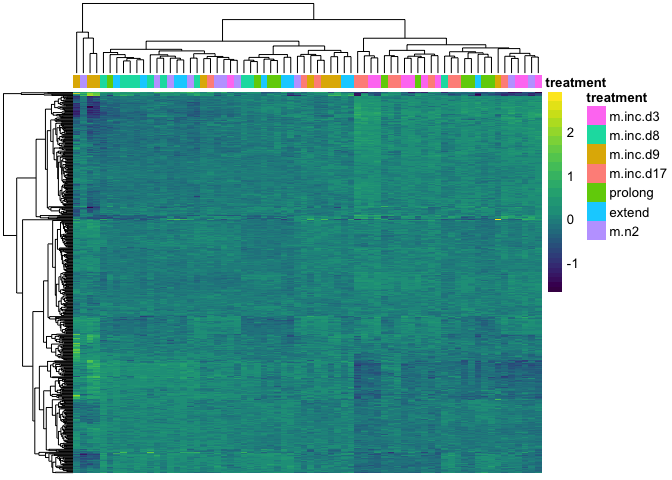 treatment
treatment
2
1
0
-1
m.inc.d3
m.inc.d8
m.inc.d9
m.inc.d17
prolong
extend
m.n2